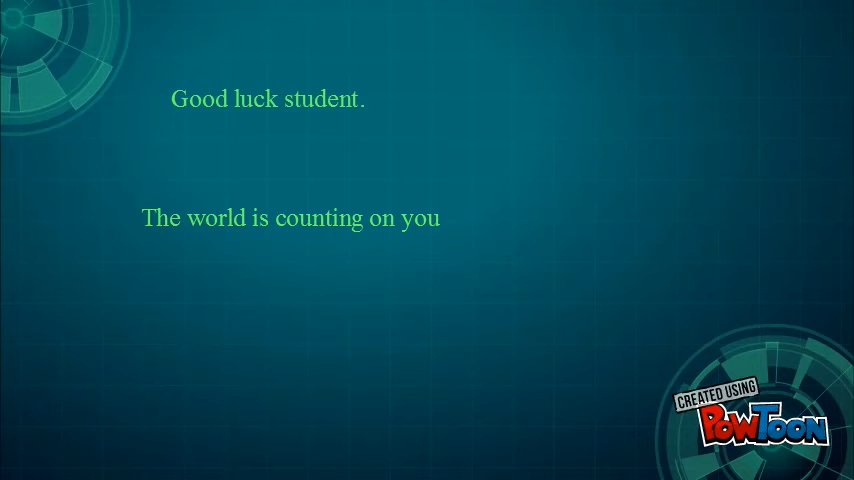 Good luck student.
The world is counting on you
CREATED USING
POWTOON